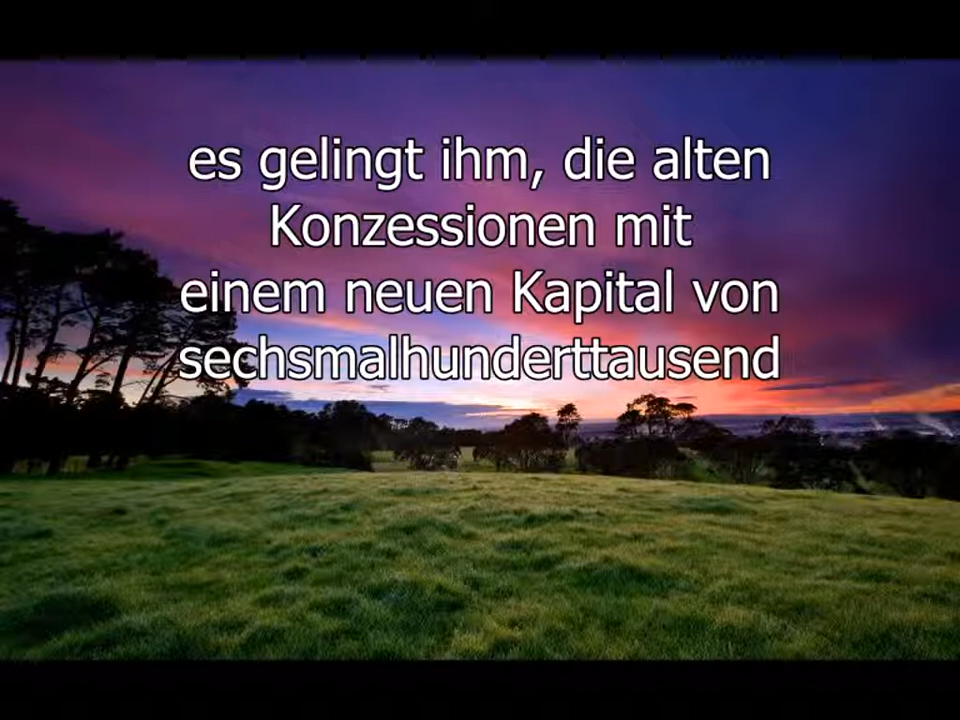 es gelingt ihm, die alten
Konzessionen mit
einem neuen Kapital von
sechsmalhunderttausend